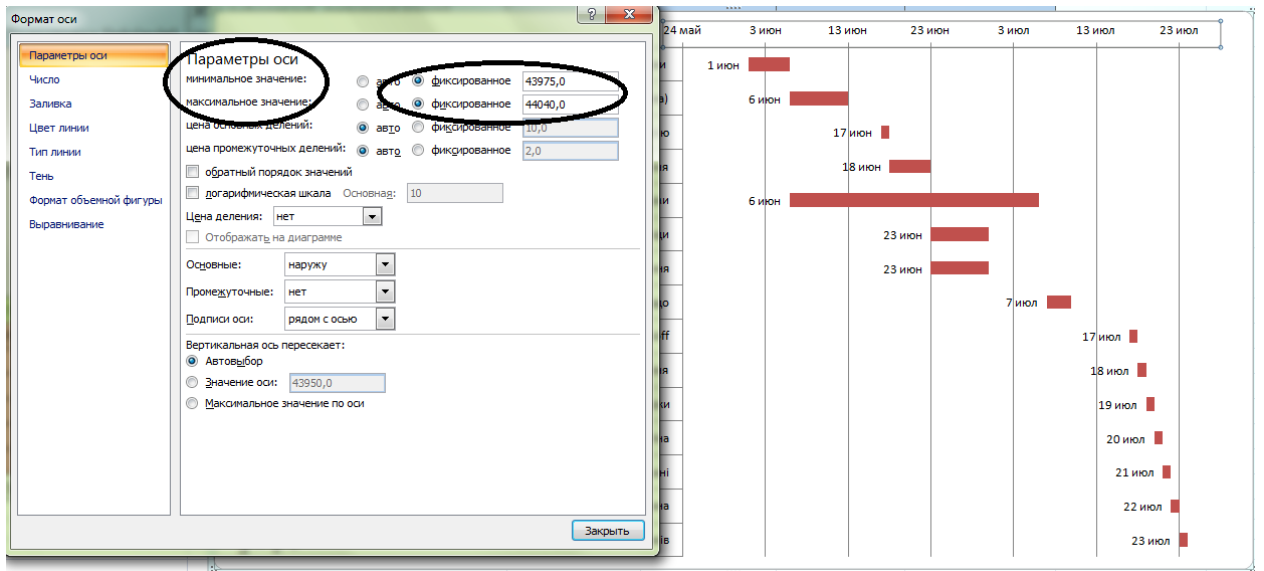 Формат оси
Параметры оси
Число
Заливка
Цвет линии
Тип линии
Тень
Формат объемной фигуры
Выравнивание
Параметры оси
минимальное значение: авто фиксированное 43975,0
максимальное значение: авто фиксированное 44040,0
цена основных делений: авто фиксированное 10,0
цена промежуточных делений: авто фиксированное 2,0
обратный порядок значений
логарифмическая шкала Основная: 10
Цена деления: нет
Отображать на диаграмме
Основные: наружу
Промежуточные: нет
Подписи оси: рядом с осью
Вертикальная ось пересекает:
Автовыбор
Значение оси: 43950,0
Максимальное значение по оси
Закрыть
24 май 3 июн 13 июн 23 июн 3 июл 13 июл 23 июл
1 июн
6 июн
17 июн
18 июн
6 июн
23 июн
23 июн
7 июл
17 июл
18 июл
19 июл
20 июл
21 июл
22 июл
23 июл